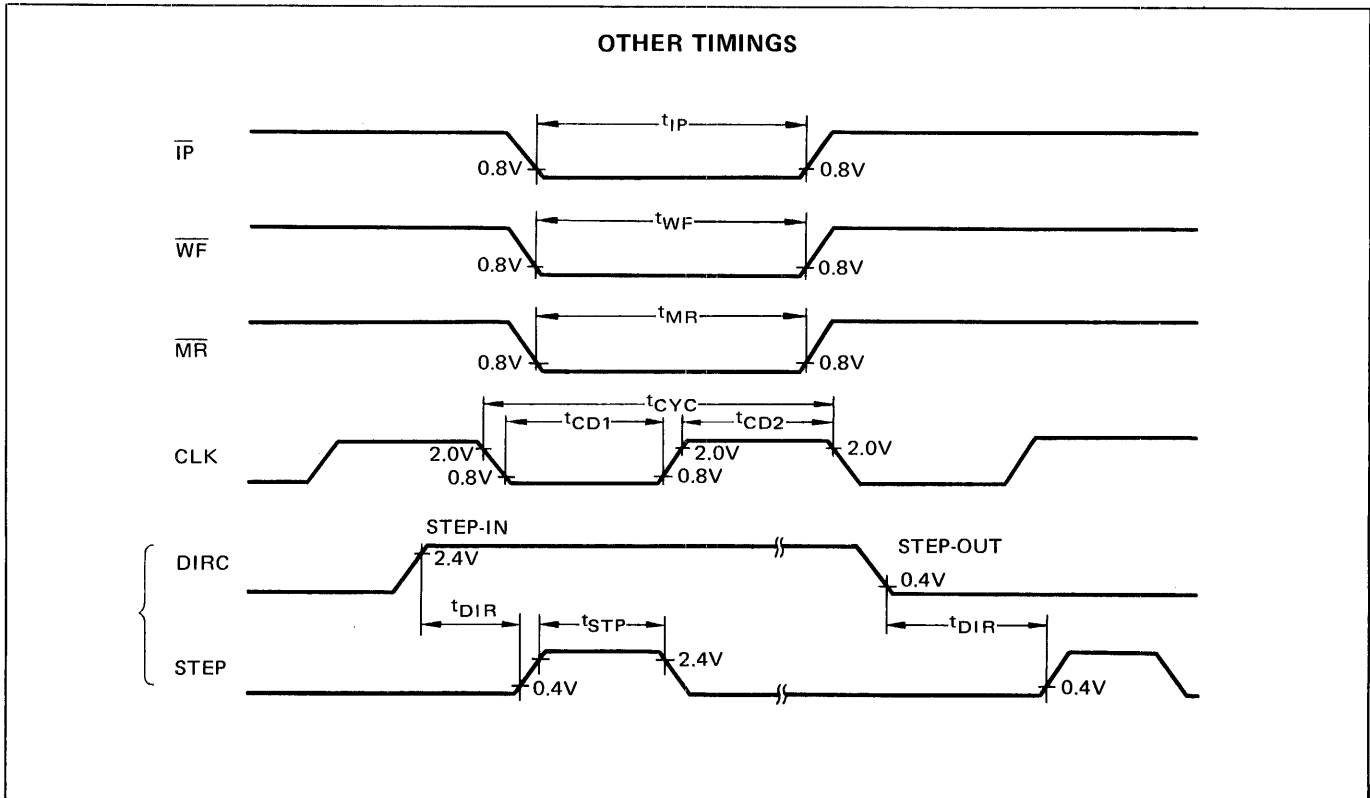 OTHER TIMINGS
tIP
IP
0.8V 0.8V
tWF
WF
0.8V 0.8V
tMR
MR
0.8V 0.8V
tCYC
tCD1 tCD2
CLK
2.0V 2.0V 2.0V
0.8V 0.8V
STEP-IN
STEP-OUT
DIRC
2.4V
0.4V
tDIR tSTP tDIR
STEP
2.4V
0.4V 0.4V